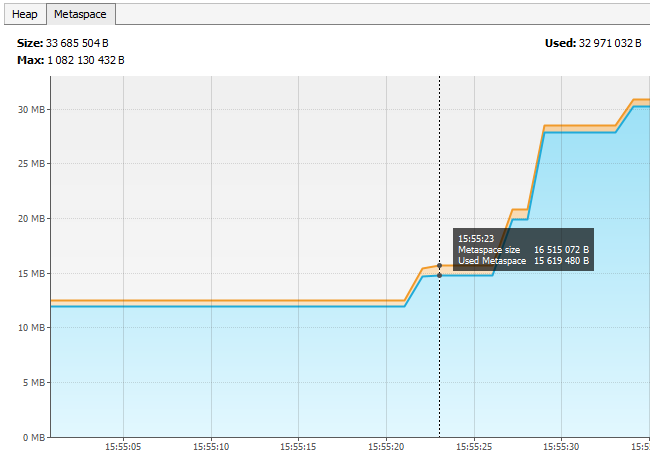 Heap Metaspace
Size: 33 685 504 B Used: 32 971 032 B
Max: 1 082 130 432 B
30 MB
25 MB
20 MB
15:55:23
Metaspace size 16 515 072 B
Used Metaspace 15 619 480 B
15 MB
10 MB
5 MB
0 MB
15:55:05 15:55:10 15:55:15 15:55:20 15:55:25 15:55:30 15:5